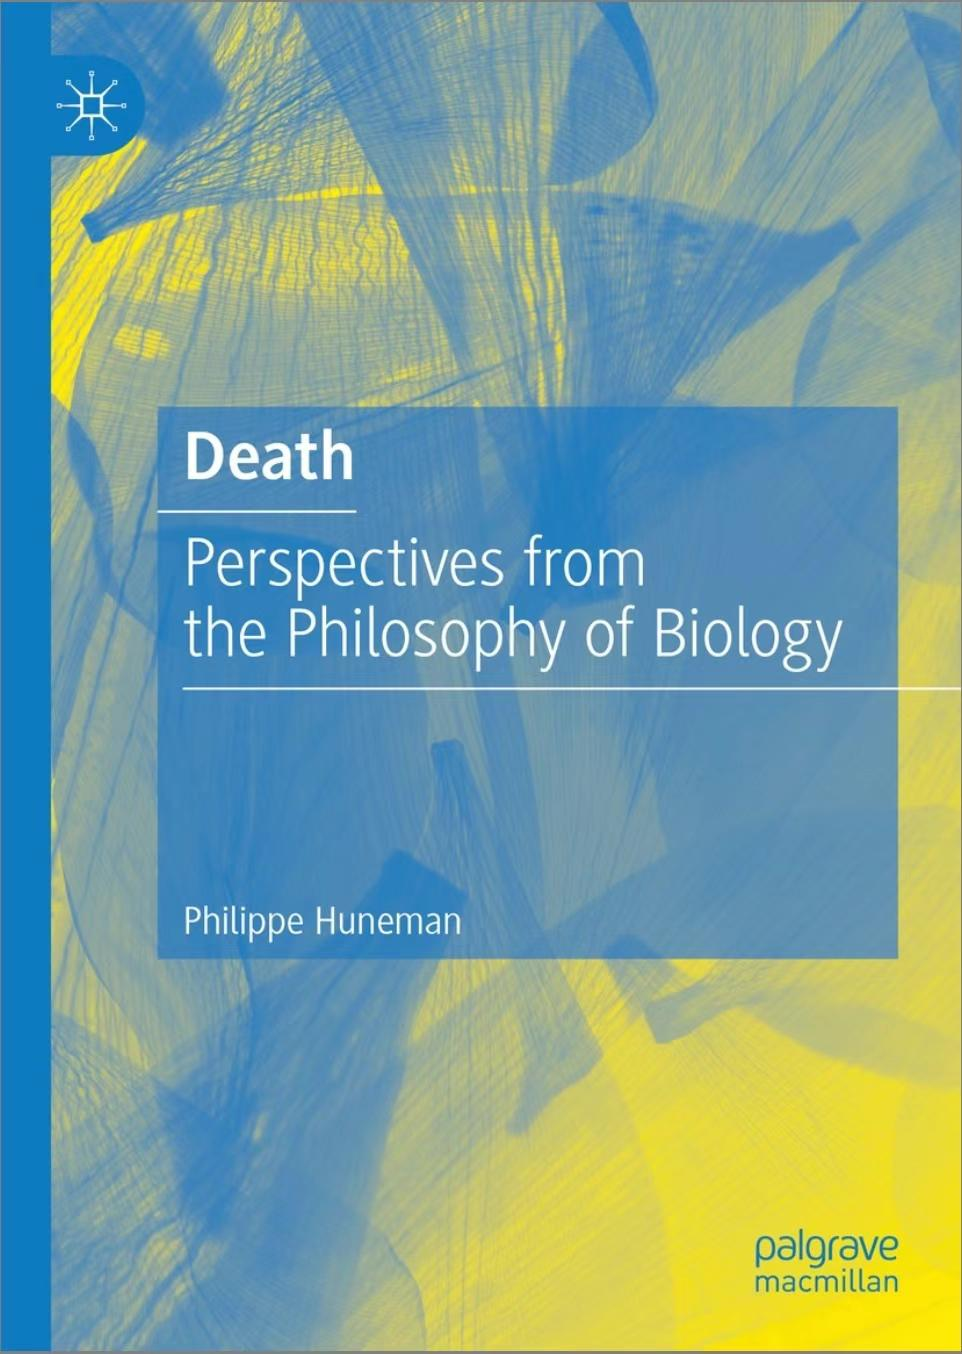 Death
Perspectives from
the Philosophy of Biology
Philippe Huneman
palgrave
macmillan